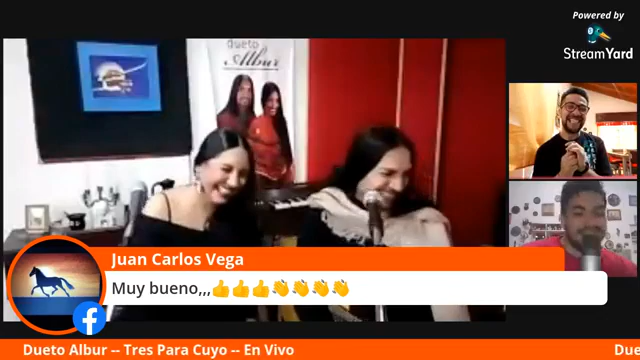 Powered by
StreamYard
dueto
Albur
Juan Carlos Vega
Muy bueno,,,👍👍👍👏👏👏👏
Dueto Albur -- Tres Para Cuyo -- En Vivo
Due